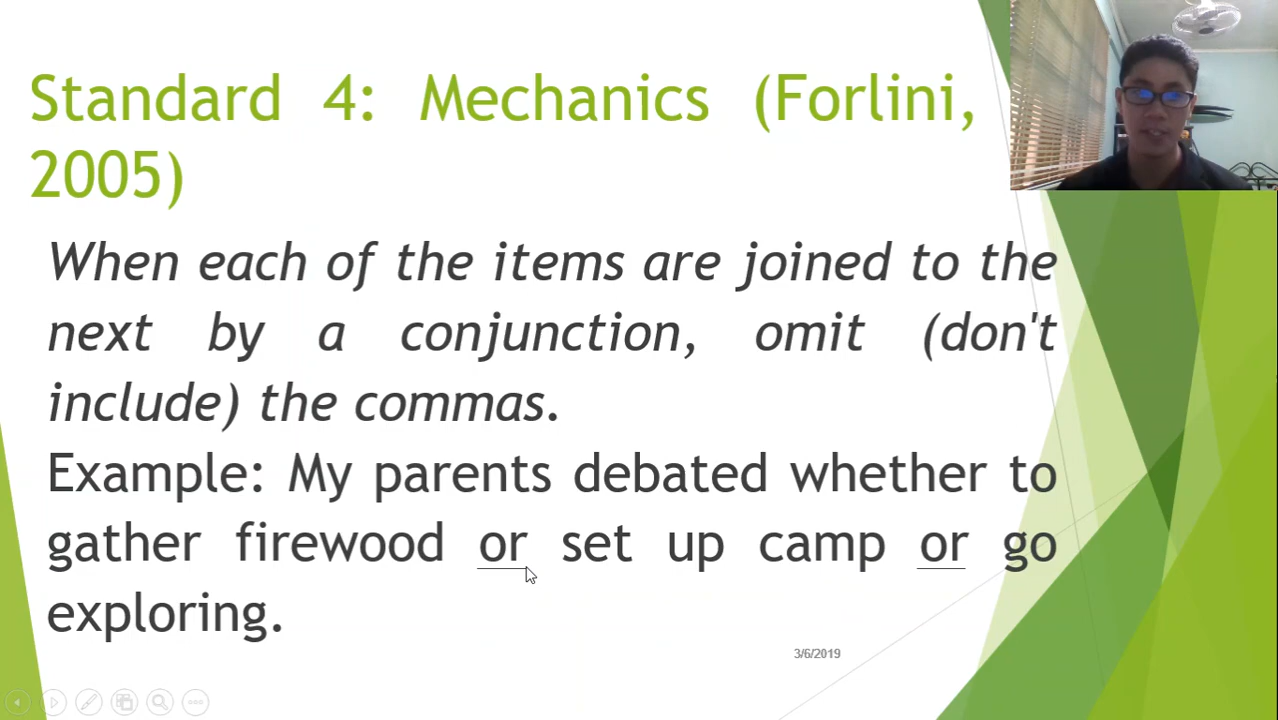 Standard 4: Mechanics (Forlini,
2005)
When each of the items are joined to the
next by a conjunction, omit (don't
include) the commas.
Example: My parents debated whether to
gather firewood or set up camp or go
exploring.
3/6/2019